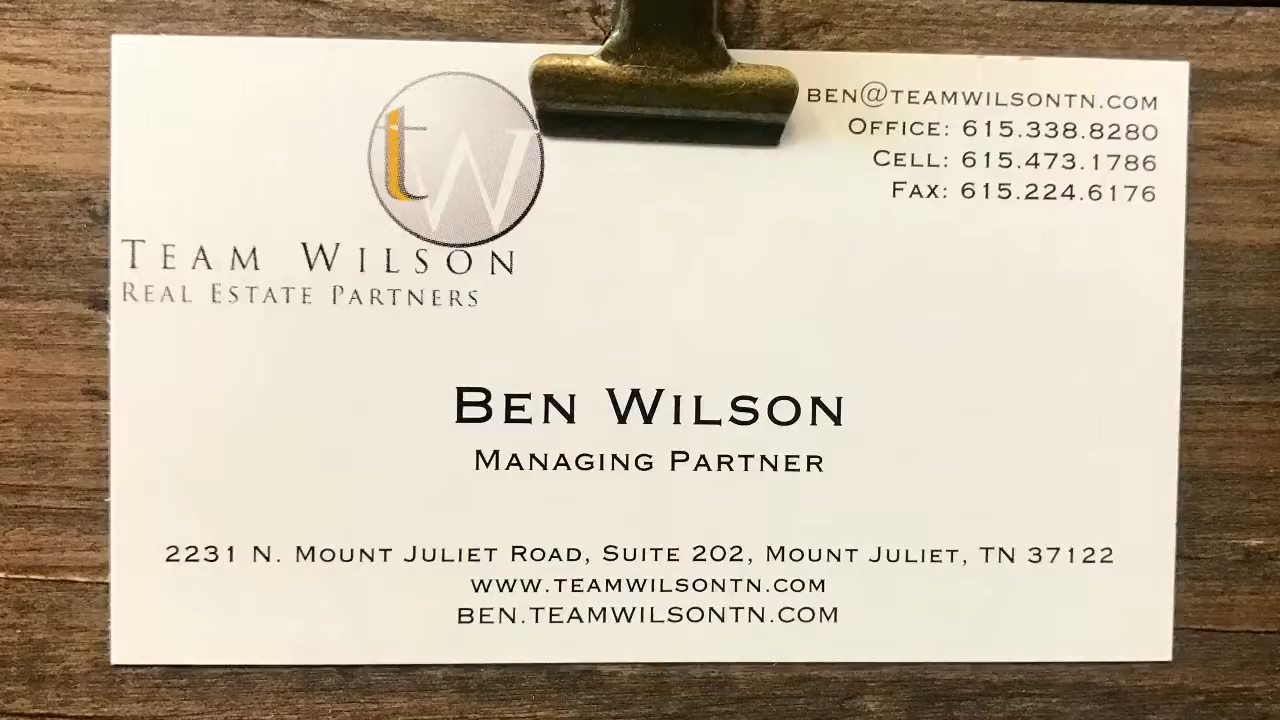 tw
TEAM WILSON
REAL ESTATE PARTNERS
BEN@TEAMWILSONTN.COM
OFFICE: 615.338.8280
CELL: 615.473.1786
FAX: 615.224.6176
BEN WILSON
MANAGING PARTNER
2231 N. MOUNT JULIET ROAD, SUITE 202, MOUNT JULIET, TN 37122
WWW.TEAMWILSONTN.COM
BEN.TEAMWILSONTN.COM